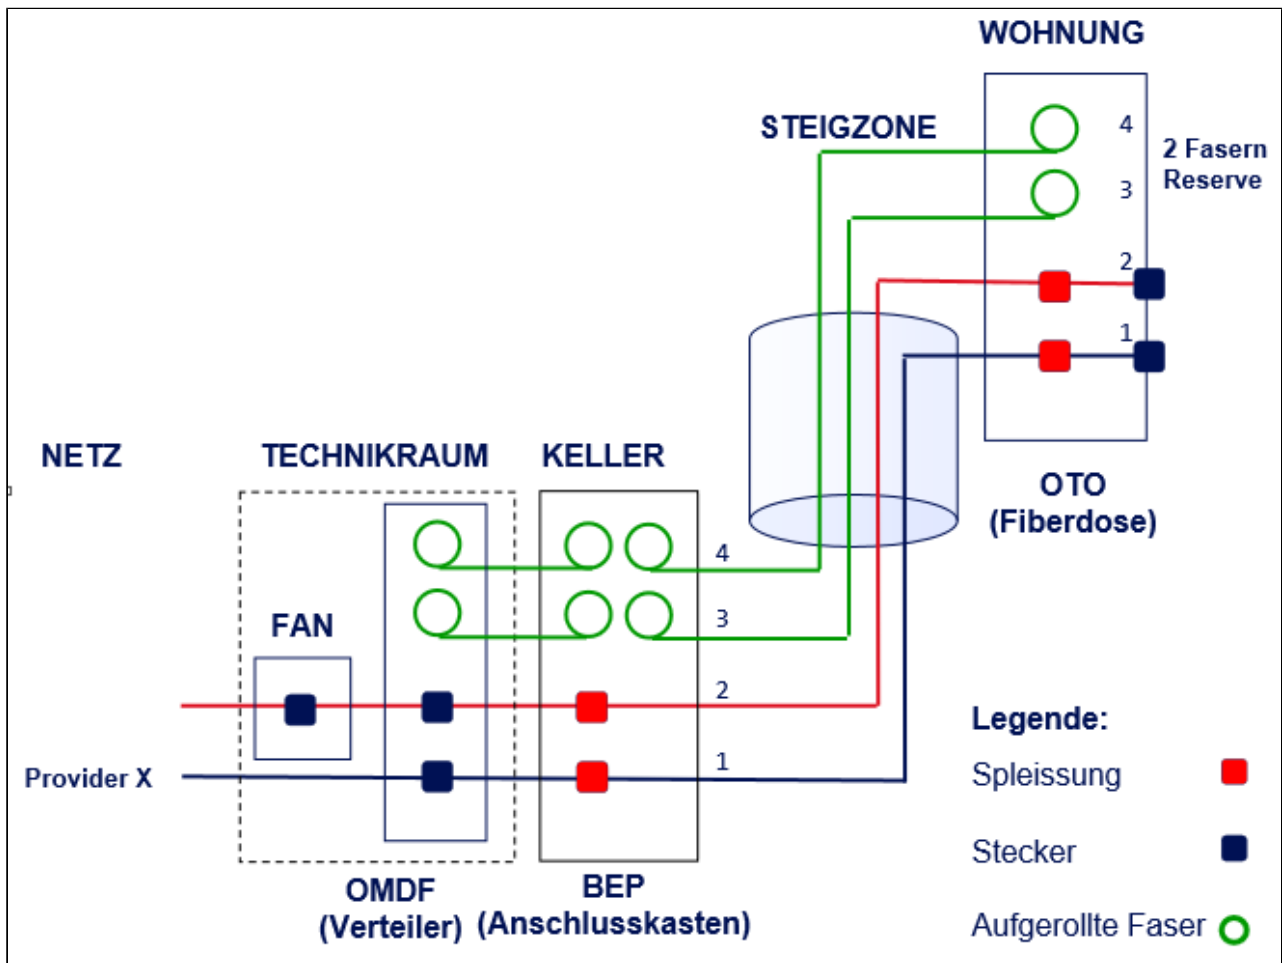 WOHNUNG
STEIGZONE
4
2 Fasern
Reserve
3
2
1
NETZ
TECHNIKRAUM
KELLER
OTO
(Fiberdose)
4
3
FAN
2
Legende:
1
Provider X
Spleissung
Stecker
OMDF
(Verteiler)
BEP
(Anschlusskasten)
Aufgerollte Faser